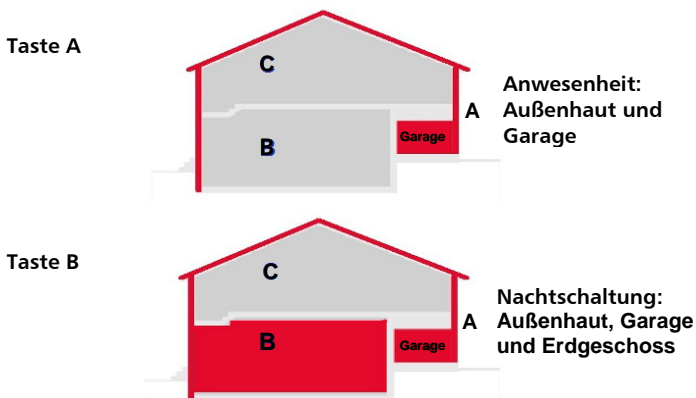 Taste A
C
Anwesenheit:
A Außenhaut und
Garage Garage
B
Taste B
C
Nachtschaltung:
A Außenhaut, Garage
B Garage und Erdgeschoss